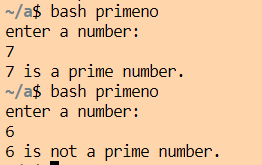 ~/a$ bash primeno
enter a number:
7
7 is a prime number.
~/a$ bash primeno
enter a number:
6
6 is not a prime number.